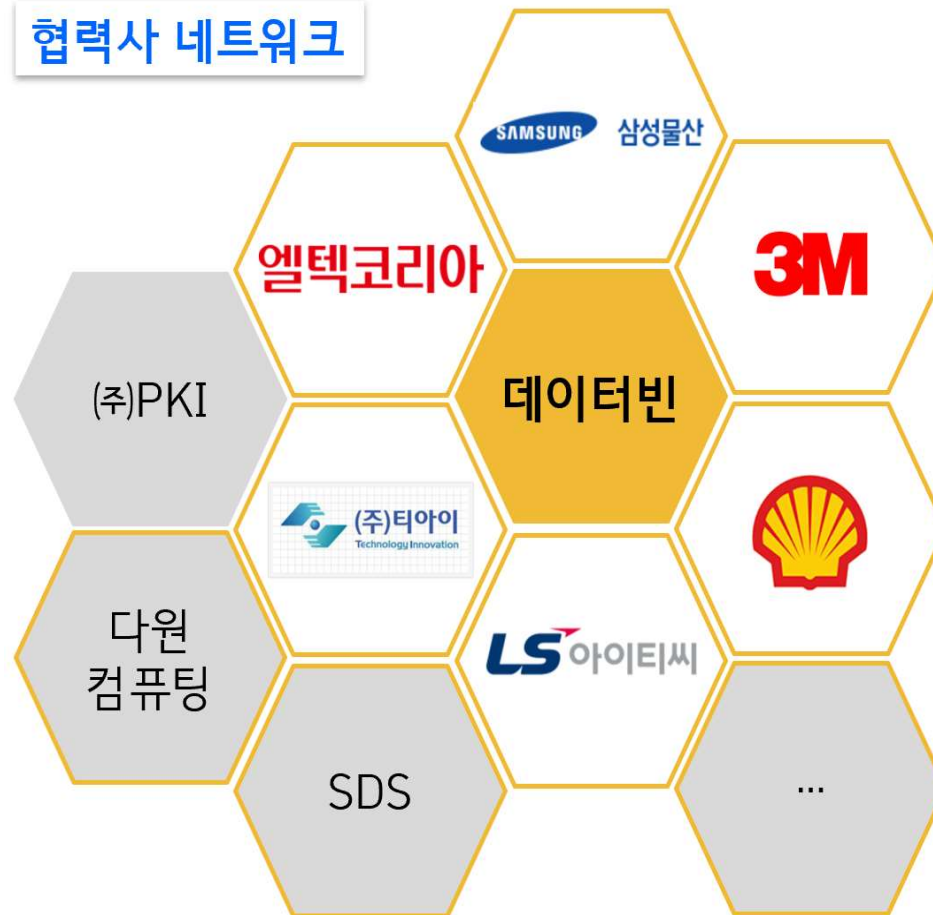 협력사 네트워크
SAMSUNG 삼성물산
엘텍코리아
3M
(주)PKI
데이터빈
(주)티아이
Technology Innovation
다원
컴퓨팅
LS 아이티씨
SDS
...